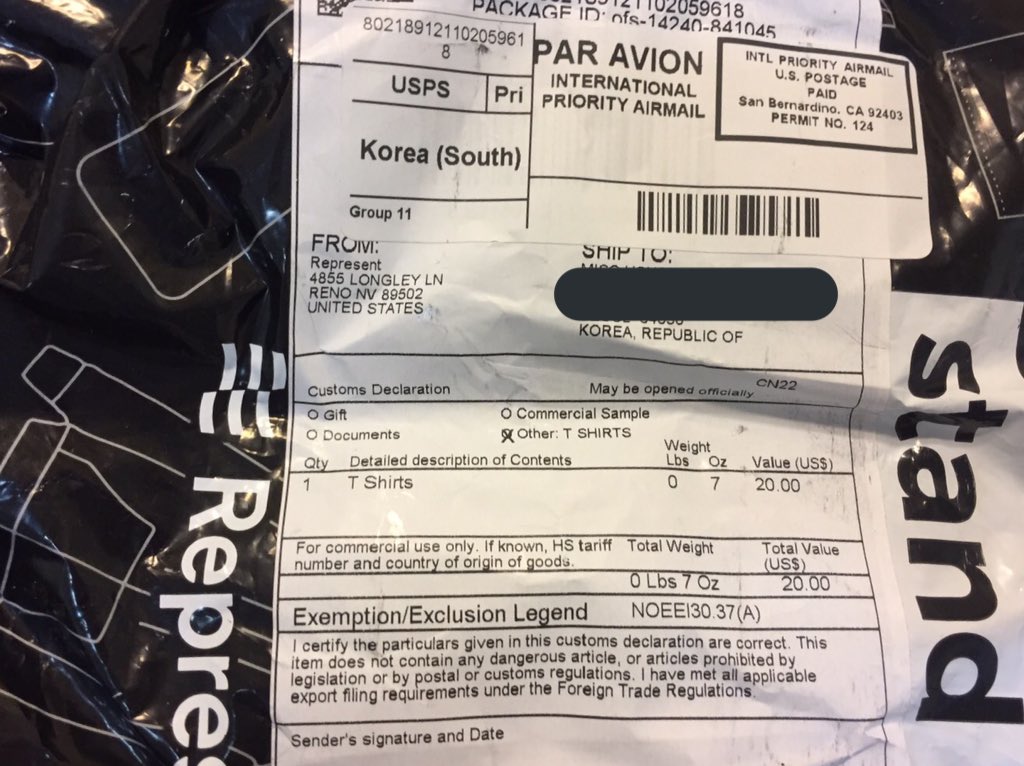 PACKAGE ID: ofs-14240-841045
80218912110205961
8
USPS
Pri
Korea (South)
Group 11
PAR AVION
INTERNATIONAL
PRIORITY AIRMAIL
INTL PRIORITY AIRMAIL
U.S. POSTAGE
PAID
San Bernardino, CA 92403
PERMIT NO. 124
FROM:
Represent
4855 LONGLEY LN
RENO NV 89502
UNITED STATES
SHIP TO:
KOREA, REPUBLIC OF
Customs Declaration
May be opened officially
CN22
Gift
Commercial Sample
Documents
Other: T SHIRTS
Qty
Detailed description of Contents
Weight
Lbs Oz
Value (US$)
1 T Shirts 0 7 20.00
For commercial use only. If known, HS tariff
number and country of origin of goods.
Total Weight
Total Value
(US$)
0 Lbs 7 Oz
20.00
Exemption/Exclusion Legend
NOEEI30.37(A)
I certify the particulars given in this customs declaration are correct. This
item does not contain any dangerous article, or articles prohibited by
legislation or by postal or customs regulations. I have met all applicable
export filing requirements under the Foreign Trade Regulations.
Sender's signature and Date
Repres
stand